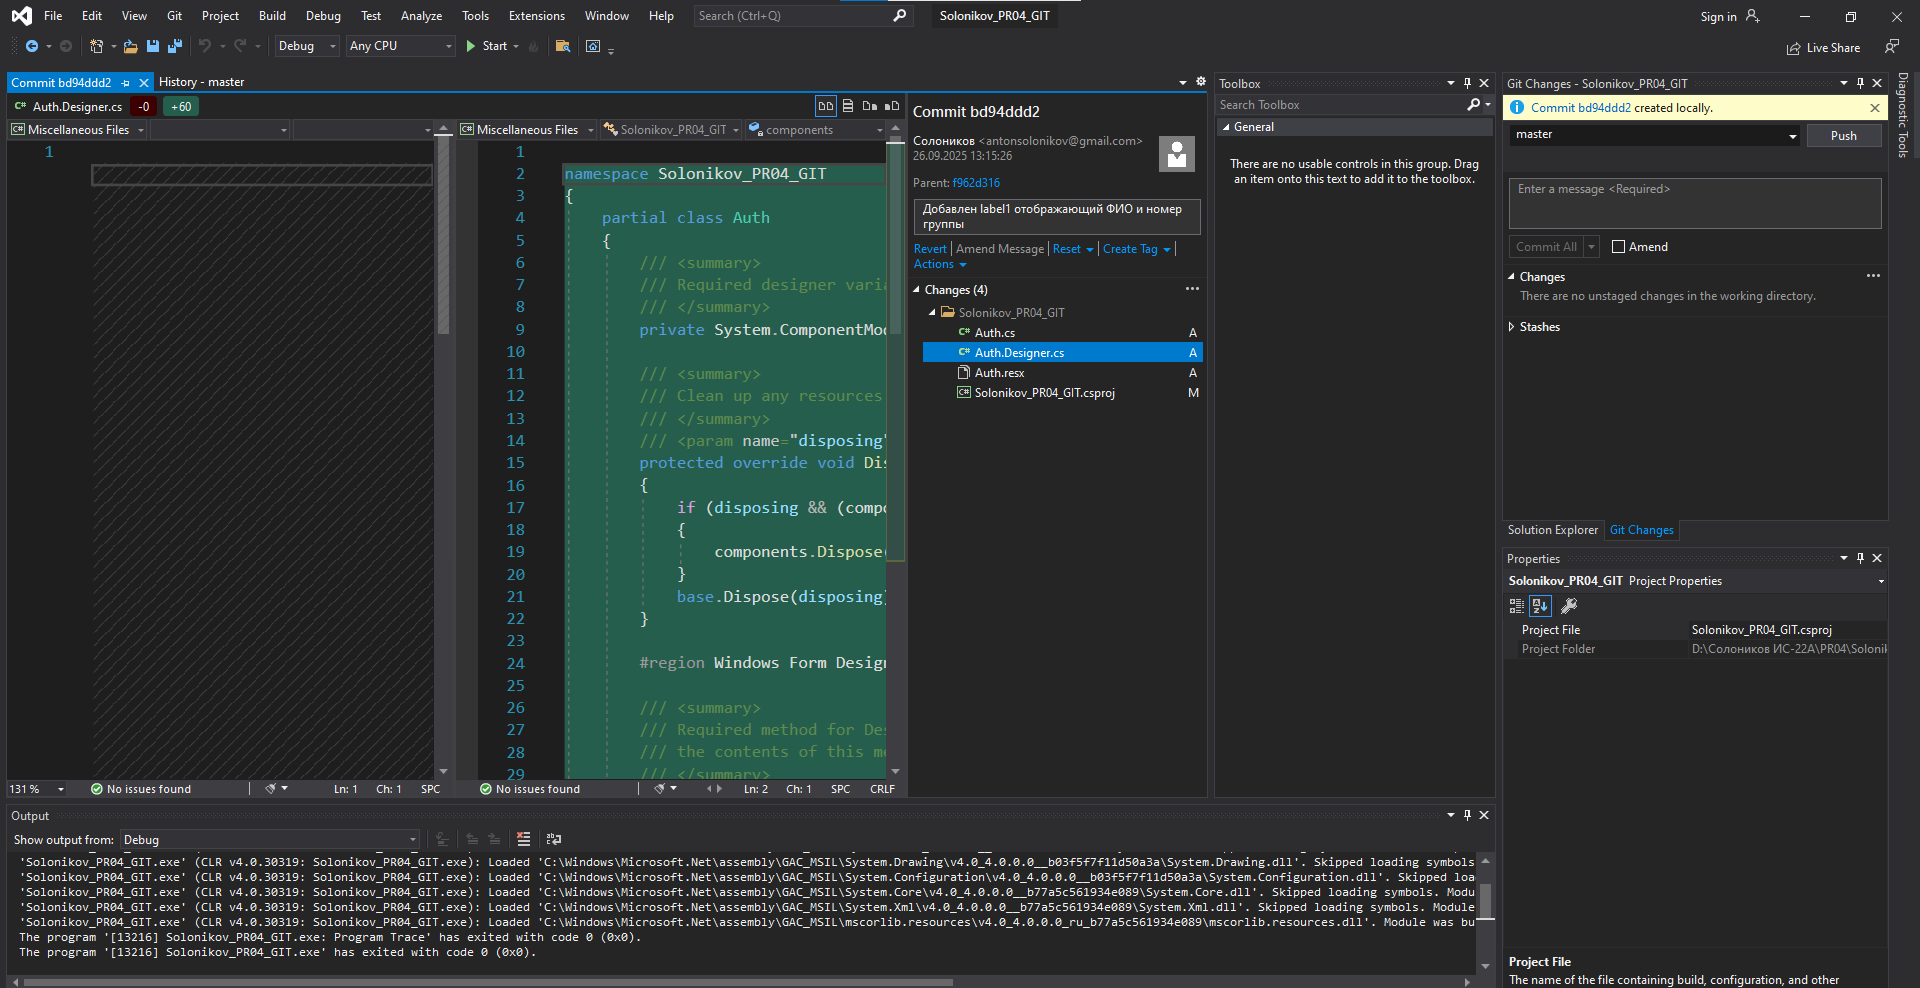 File Edit View Git Project Build Debug Test Analyze Tools Extensions Window Help Search (Ctrl+Q) Solonikov_PR04_GIT Sign in
Debug Any CPU Start Live Share
Commit bd94ddd2 History - master
Auth.Designer.cs -0 +60
Miscellaneous Files
1
Miscellaneous Files Solonikov_PR04_GIT components
1
2 namespace Solonikov_PR04_GIT
3 {
4 partial class Auth
5 {
6 /// <summary>
7 /// Required designer varia
8 /// </summary>
9 private System.ComponentMod
10
11 /// <summary>
12 /// Clean up any resources
13 /// </summary>
14 /// <param name="disposing"
15 protected override void Dis
16 {
17 if (disposing && (compo
18 {
19 components.Dispose(
20 }
21 base.Dispose(disposing)
22 }
23
24 #region Windows Form Design
25
26 /// <summary>
27 /// Required method for Des
28 /// the contents of this me
29 /// </summary>
131 % No issues found Ln: 1 Ch: 1 SPC
No issues found Ln: 2 Ch: 1 SPC CRLF
Commit bd94ddd2
Солоников <antonsolonikov@gmail.com>
26.09.2025 13:15:26
Parent: f962d316
Добавлен label1 отображающий ФИО и номер
группы
Revert Amend Message Reset Create Tag
Actions
Changes (4)
Solonikov_PR04_GIT
Auth.cs A
Auth.Designer.cs A
Auth.resx A
Solonikov_PR04_GIT.csproj M
Toolbox
Search Toolbox
General
There are no usable controls in this group. Drag
an item onto this text to add it to the toolbox.
Git Changes - Solonikov_PR04_GIT
Commit bd94ddd2 created locally.
master Push
Enter a message <Required>
Commit All Amend
Changes
There are no unstaged changes in the working directory.
Stashes
Solution Explorer Git Changes
Diagnostic Tools
Properties
Solonikov_PR04_GIT Project Properties
Project File Solonikov_PR04_GIT.csproj
Project Folder D:\Солоников ИС-22А\PR04\Solonik
Project File
The name of the file containing build, configuration, and other
Output
Show output from: Debug
'Solonikov_PR04_GIT.exe' (CLR v4.0.30319: Solonikov_PR04_GIT.exe): Loaded 'C:\Windows\Microsoft.Net\assembly\GAC_MSIL\System.Drawing\v4.0_4.0.0.0__b03f5f7f11d50a3a\System.Drawing.dll'. Skipped loading symbols
'Solonikov_PR04_GIT.exe' (CLR v4.0.30319: Solonikov_PR04_GIT.exe): Loaded 'C:\Windows\Microsoft.Net\assembly\GAC_MSIL\System.Configuration\v4.0_4.0.0.0__b03f5f7f11d50a3a\System.Configuration.dll'. Skipped loa
'Solonikov_PR04_GIT.exe' (CLR v4.0.30319: Solonikov_PR04_GIT.exe): Loaded 'C:\Windows\Microsoft.Net\assembly\GAC_MSIL\System.Core\v4.0_4.0.0.0__b77a5c561934e089\System.Core.dll'. Skipped loading symbols. Modu
'Solonikov_PR04_GIT.exe' (CLR v4.0.30319: Solonikov_PR04_GIT.exe): Loaded 'C:\Windows\Microsoft.Net\assembly\GAC_MSIL\System.Xml\v4.0_4.0.0.0__b77a5c561934e089\System.Xml.dll'. Skipped loading symbols. Module
'Solonikov_PR04_GIT.exe' (CLR v4.0.30319: Solonikov_PR04_GIT.exe): Loaded 'C:\Windows\Microsoft.Net\assembly\GAC_MSIL\mscorlib.resources\v4.0_4.0.0.0_ru_b77a5c561934e089\mscorlib.resources.dll'. Module was bu
The program '[13216] Solonikov_PR04_GIT.exe: Program Trace' has exited with code 0 (0x0).
The program '[13216] Solonikov_PR04_GIT.exe' has exited with code 0 (0x0).